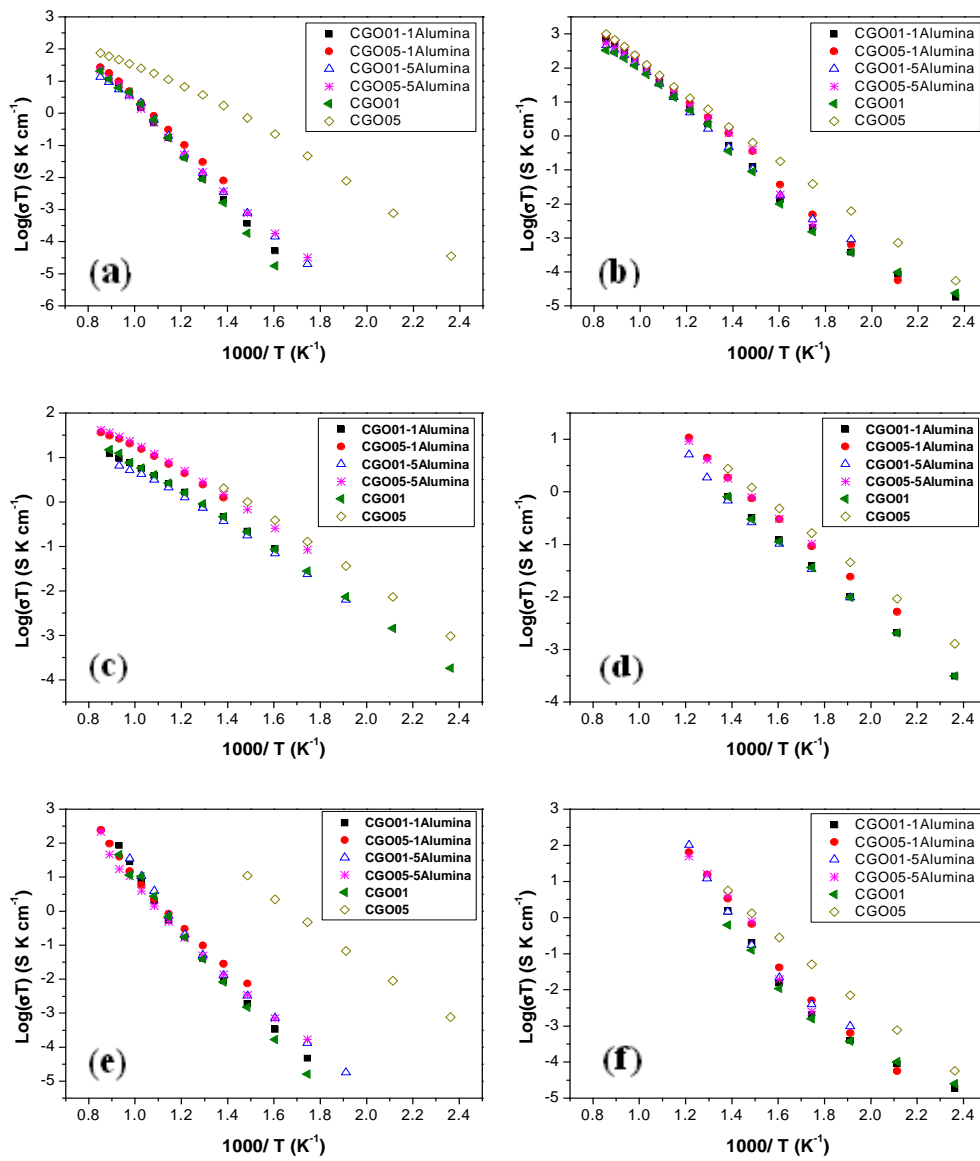 Log(σT) (S K cm⁻¹)
3
2
1
0
-1
-2
-3
-4
-5
-6
CGO01-1Alumina
CGO05-1Alumina
CGO01-5Alumina
CGO05-5Alumina
CGO01
CGO05
(a)
0.8 1.0 1.2 1.4 1.6 1.8 2.0 2.2 2.4
1000/ T (K⁻¹)
Log(σT) (S K cm⁻¹)
3
2
1
0
-1
-2
-3
-4
-5
CGO01-1Alumina
CGO05-1Alumina
CGO01-5Alumina
CGO05-5Alumina
CGO01
CGO05
(b)
0.8 1.0 1.2 1.4 1.6 1.8 2.0 2.2 2.4
1000/ T (K⁻¹)
Log(σT) (S K cm⁻¹)
2
1
0
-1
-2
-3
-4
CGO01-1Alumina
CGO05-1Alumina
CGO01-5Alumina
CGO05-5Alumina
CGO01
CGO05
(c)
0.8 1.0 1.2 1.4 1.6 1.8 2.0 2.2 2.4
1000/ T (K⁻¹)
Log(σT) (S K cm⁻¹)
1
0
-1
-2
-3
-4
CGO01-1Alumina
CGO05-1Alumina
CGO01-5Alumina
CGO05-5Alumina
CGO01
CGO05
(d)
0.8 1.0 1.2 1.4 1.6 1.8 2.0 2.2 2.4
1000/ T (K⁻¹)
Log(σT) (S K cm⁻¹)
3
2
1
0
-1
-2
-3
-4
-5
CGO01-1Alumina
CGO05-1Alumina
CGO01-5Alumina
CGO05-5Alumina
CGO01
CGO05
(e)
0.8 1.0 1.2 1.4 1.6 1.8 2.0 2.2 2.4
1000/ T (K⁻¹)
Log(σT) (S K cm⁻¹)
3
2
1
0
-1
-2
-3
-4
-5
CGO01-1Alumina
CGO05-1Alumina
CGO01-5Alumina
CGO05-5Alumina
CGO01
CGO05
(f)
0.8 1.0 1.2 1.4 1.6 1.8 2.0 2.2 2.4
1000/ T (K⁻¹)